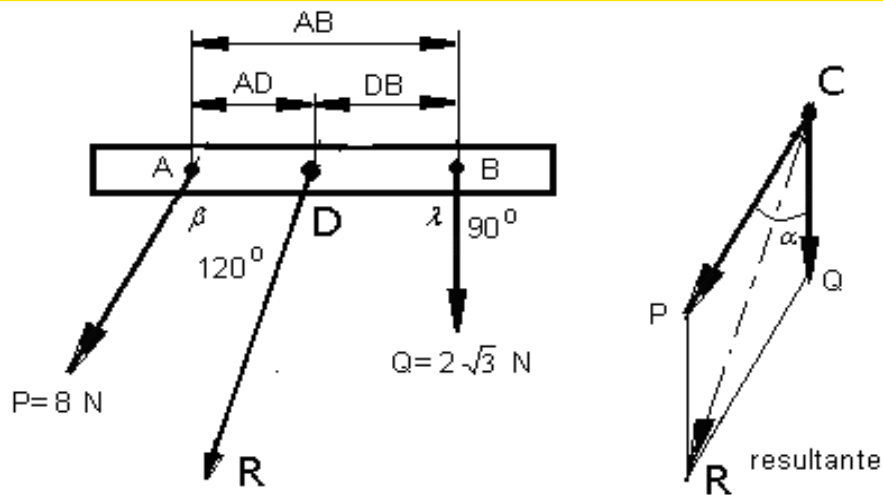 AB
AD DB
A B
β D λ 90°
120°
P= 8 N
Q= 2 √3 N
R
C
α
P Q
R resultante